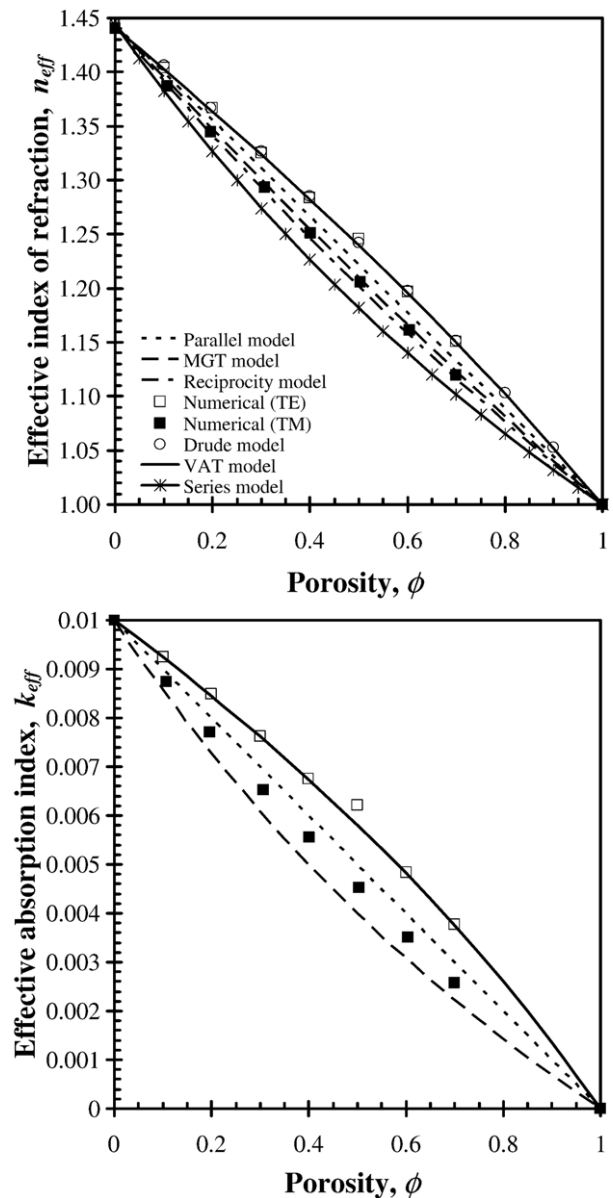 Effective index of refraction, n_eff
1.45
1.40
1.35
1.30
1.25
1.20
1.15
1.10
1.05
1.00
Parallel model
MGT model
Reciprocity model
Numerical (TE)
Numerical (TM)
Drude model
VAT model
Series model
0 0.2 0.4 0.6 0.8 1
Porosity, ϕ
Effective absorption index, k_eff
0.01
0.009
0.008
0.007
0.006
0.005
0.004
0.003
0.002
0.001
0
0 0.2 0.4 0.6 0.8 1
Porosity, ϕ